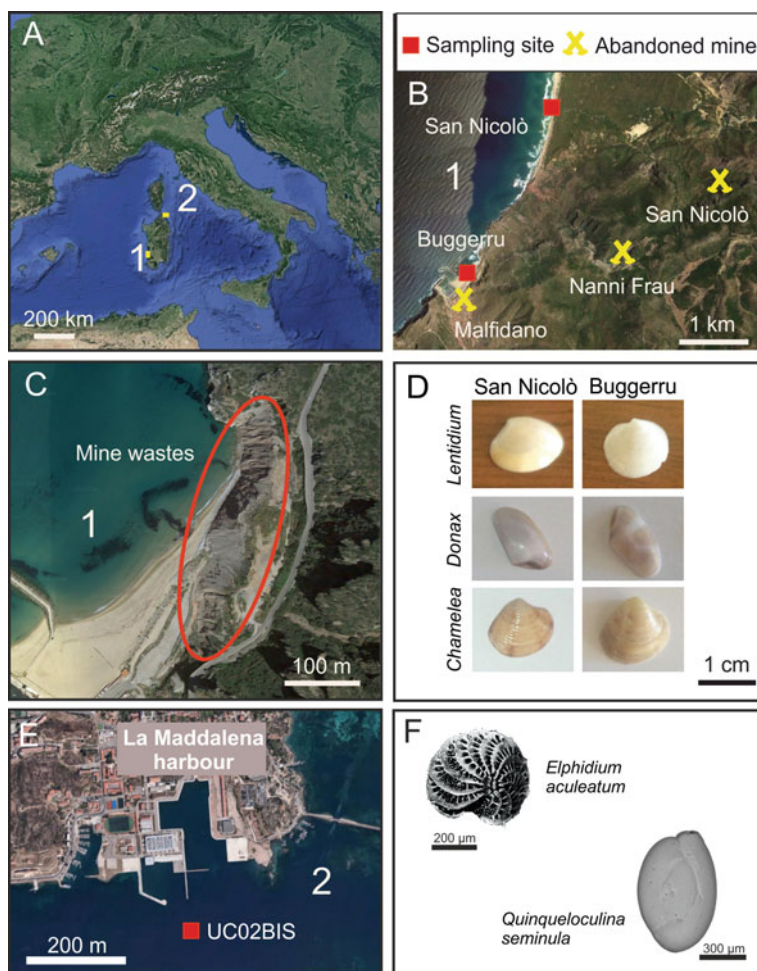 A
2
1
200 km
Sampling site
Abandoned mine
B
San Nicolò
1
San Nicolò
Buggerru
Nanni Frau
Malfidano
1 km
C
Mine wastes
1
100 m
D
San Nicolò
Buggerru
Lentidium
Donax
Chamelea
1 cm
E
La Maddalena
harbour
2
UC02BIS
200 m
F
Elphidium
aculeatum
200 µm
Quinqueloculina
seminula
300 µm